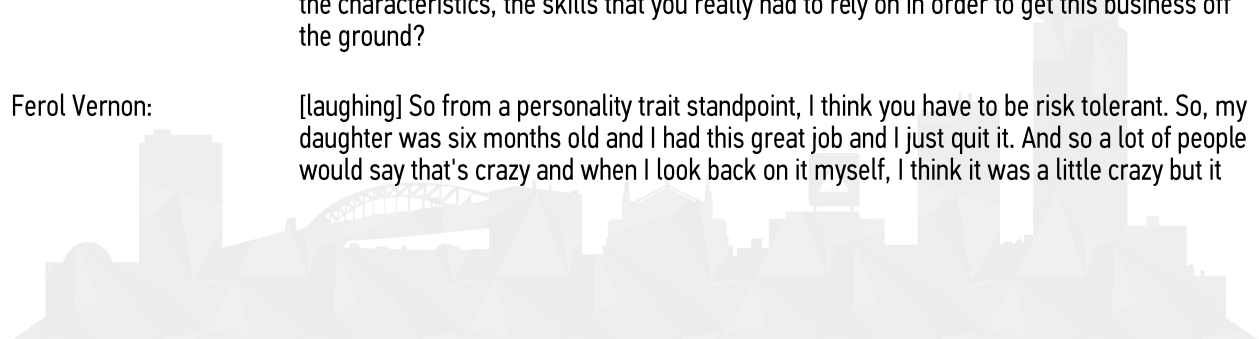 the characteristics, the skills that you really had to rely on in order to get this business off
the ground?
Ferol Vernon: [laughing] So from a personality trait standpoint, I think you have to be risk tolerant. So, my
daughter was six months old and I had this great job and I just quit it. And so a lot of people
would say that's crazy and when I look back on it myself, I think it was a little crazy but it